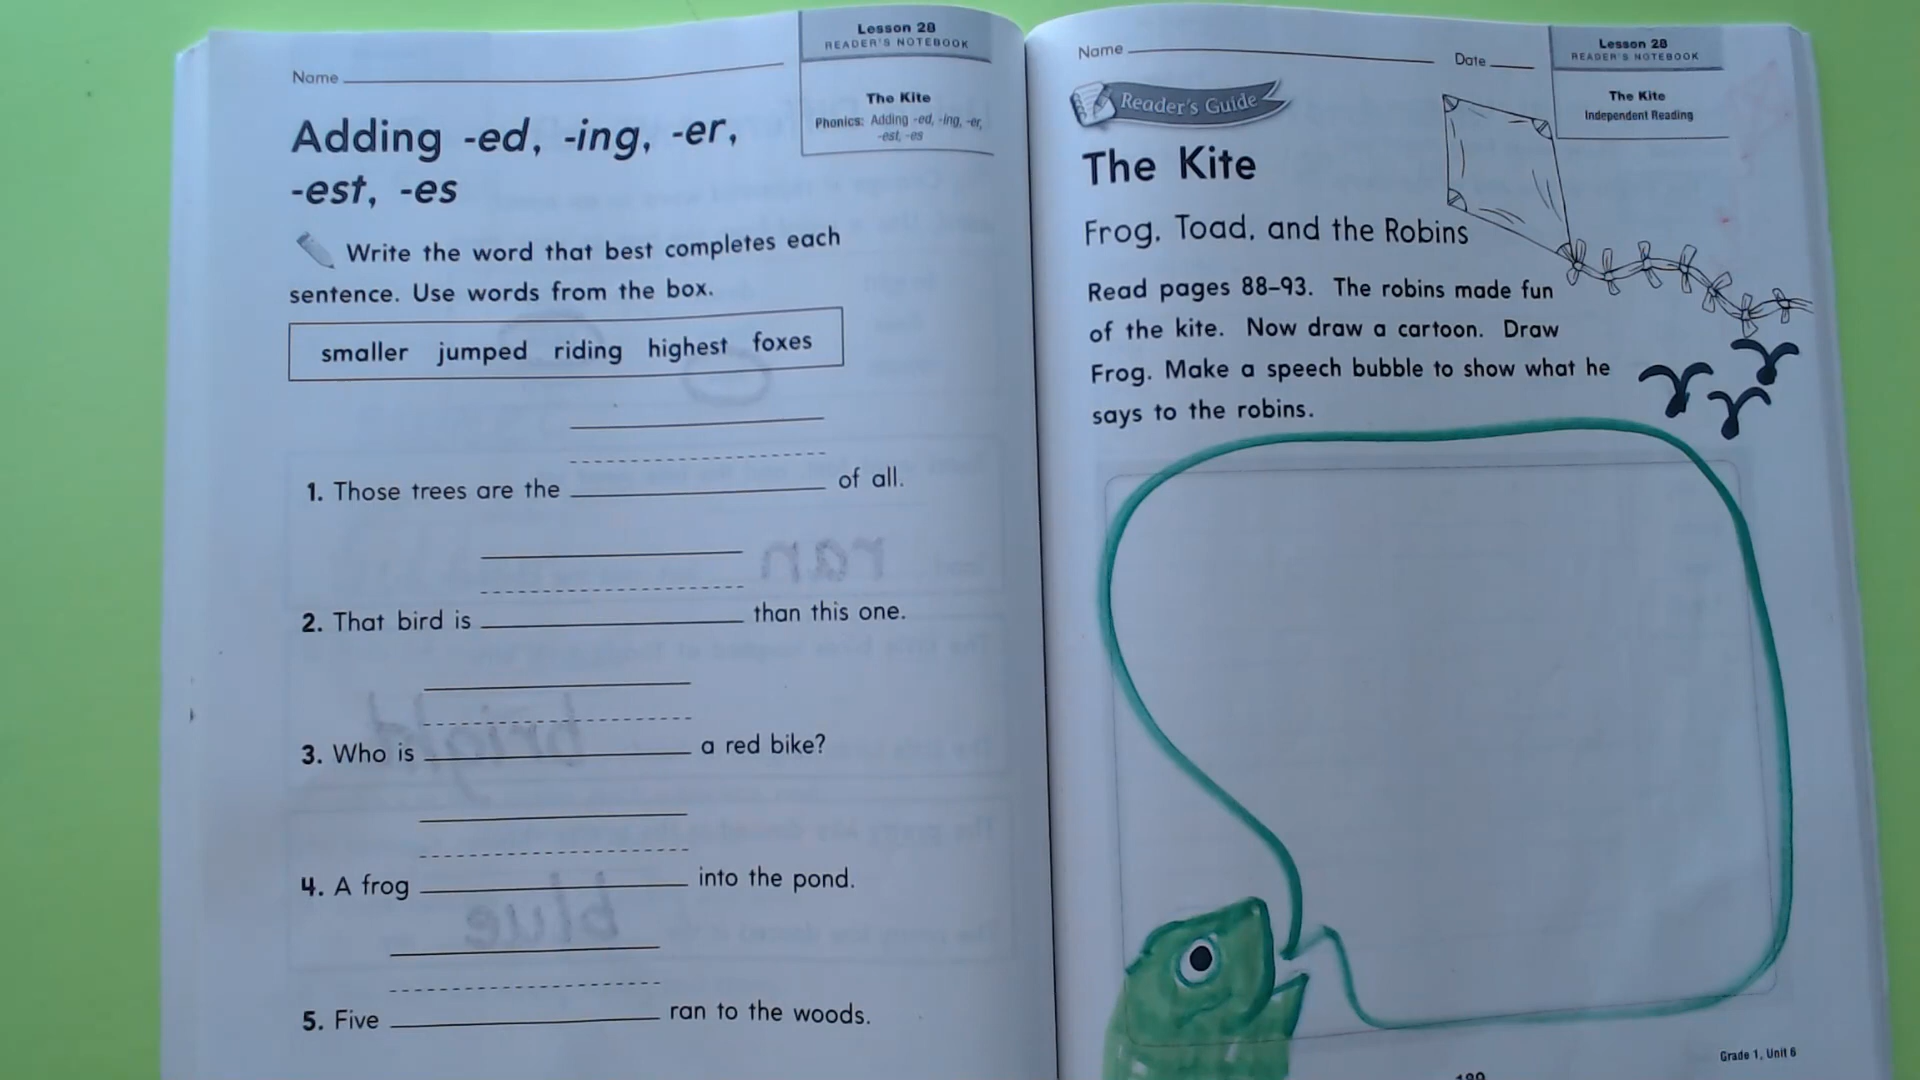 Lesson 28
READER'S NOTEBOOK
Name
The Kite
Phonics: Adding -ed, -ing, -er,
-est, -es
Adding -ed, -ing, -er,
-est, -es
Write the word that best completes each
sentence. Use words from the box.
smaller jumped riding highest foxes
1. Those trees are the of all.
2. That bird is than this one.
3. Who is a red bike?
4. A frog into the pond.
5. Five ran to the woods.
Name Date
Lesson 28
READER'S NOTEBOOK
The Kite
Independent Reading
Reader's Guide
The Kite
Frog, Toad, and the Robins
Read pages 88–93. The robins made fun
of the kite. Now draw a cartoon. Draw
Frog. Make a speech bubble to show what he
says to the robins.
Grade 1, Unit 6